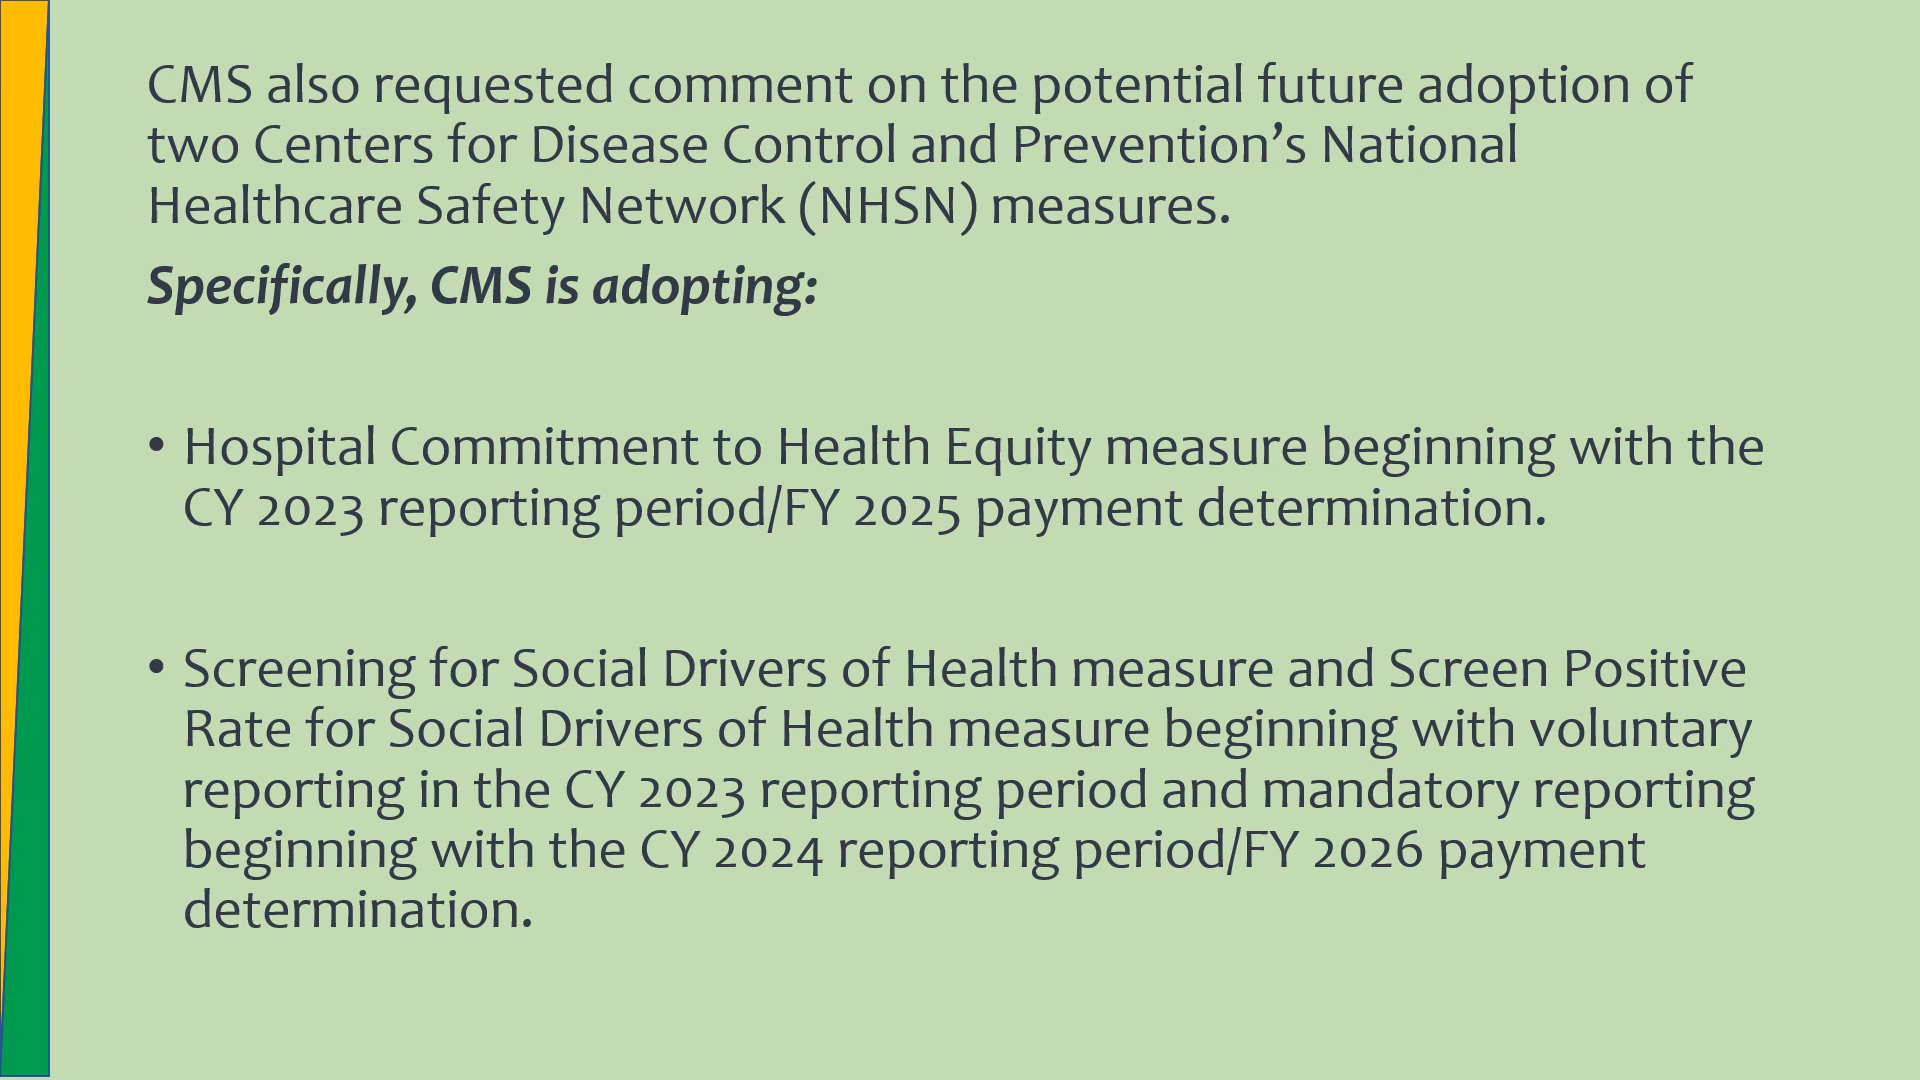 CMS also requested comment on the potential future adoption of
two Centers for Disease Control and Prevention’s National
Healthcare Safety Network (NHSN) measures.
Specifically, CMS is adopting:
• Hospital Commitment to Health Equity measure beginning with the
CY 2023 reporting period/FY 2025 payment determination.
• Screening for Social Drivers of Health measure and Screen Positive
Rate for Social Drivers of Health measure beginning with voluntary
reporting in the CY 2023 reporting period and mandatory reporting
beginning with the CY 2024 reporting period/FY 2026 payment
determination.